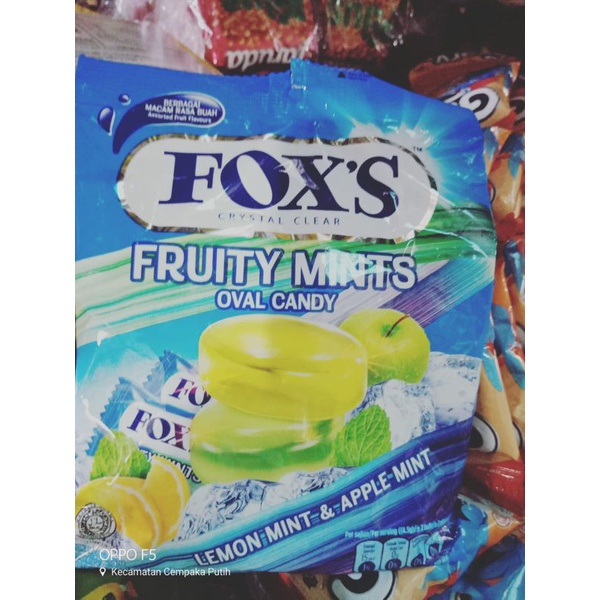 BERBAGAI
MACAM RASA BUAH
Assorted Fruit Flavours
FOX'S
™
CRYSTAL CLEAR
FRUITY MINTS
OVAL CANDY
FOX
LEMON MINT & APPLE MINT
OPPO F5
Kecamatan Cempaka Putih